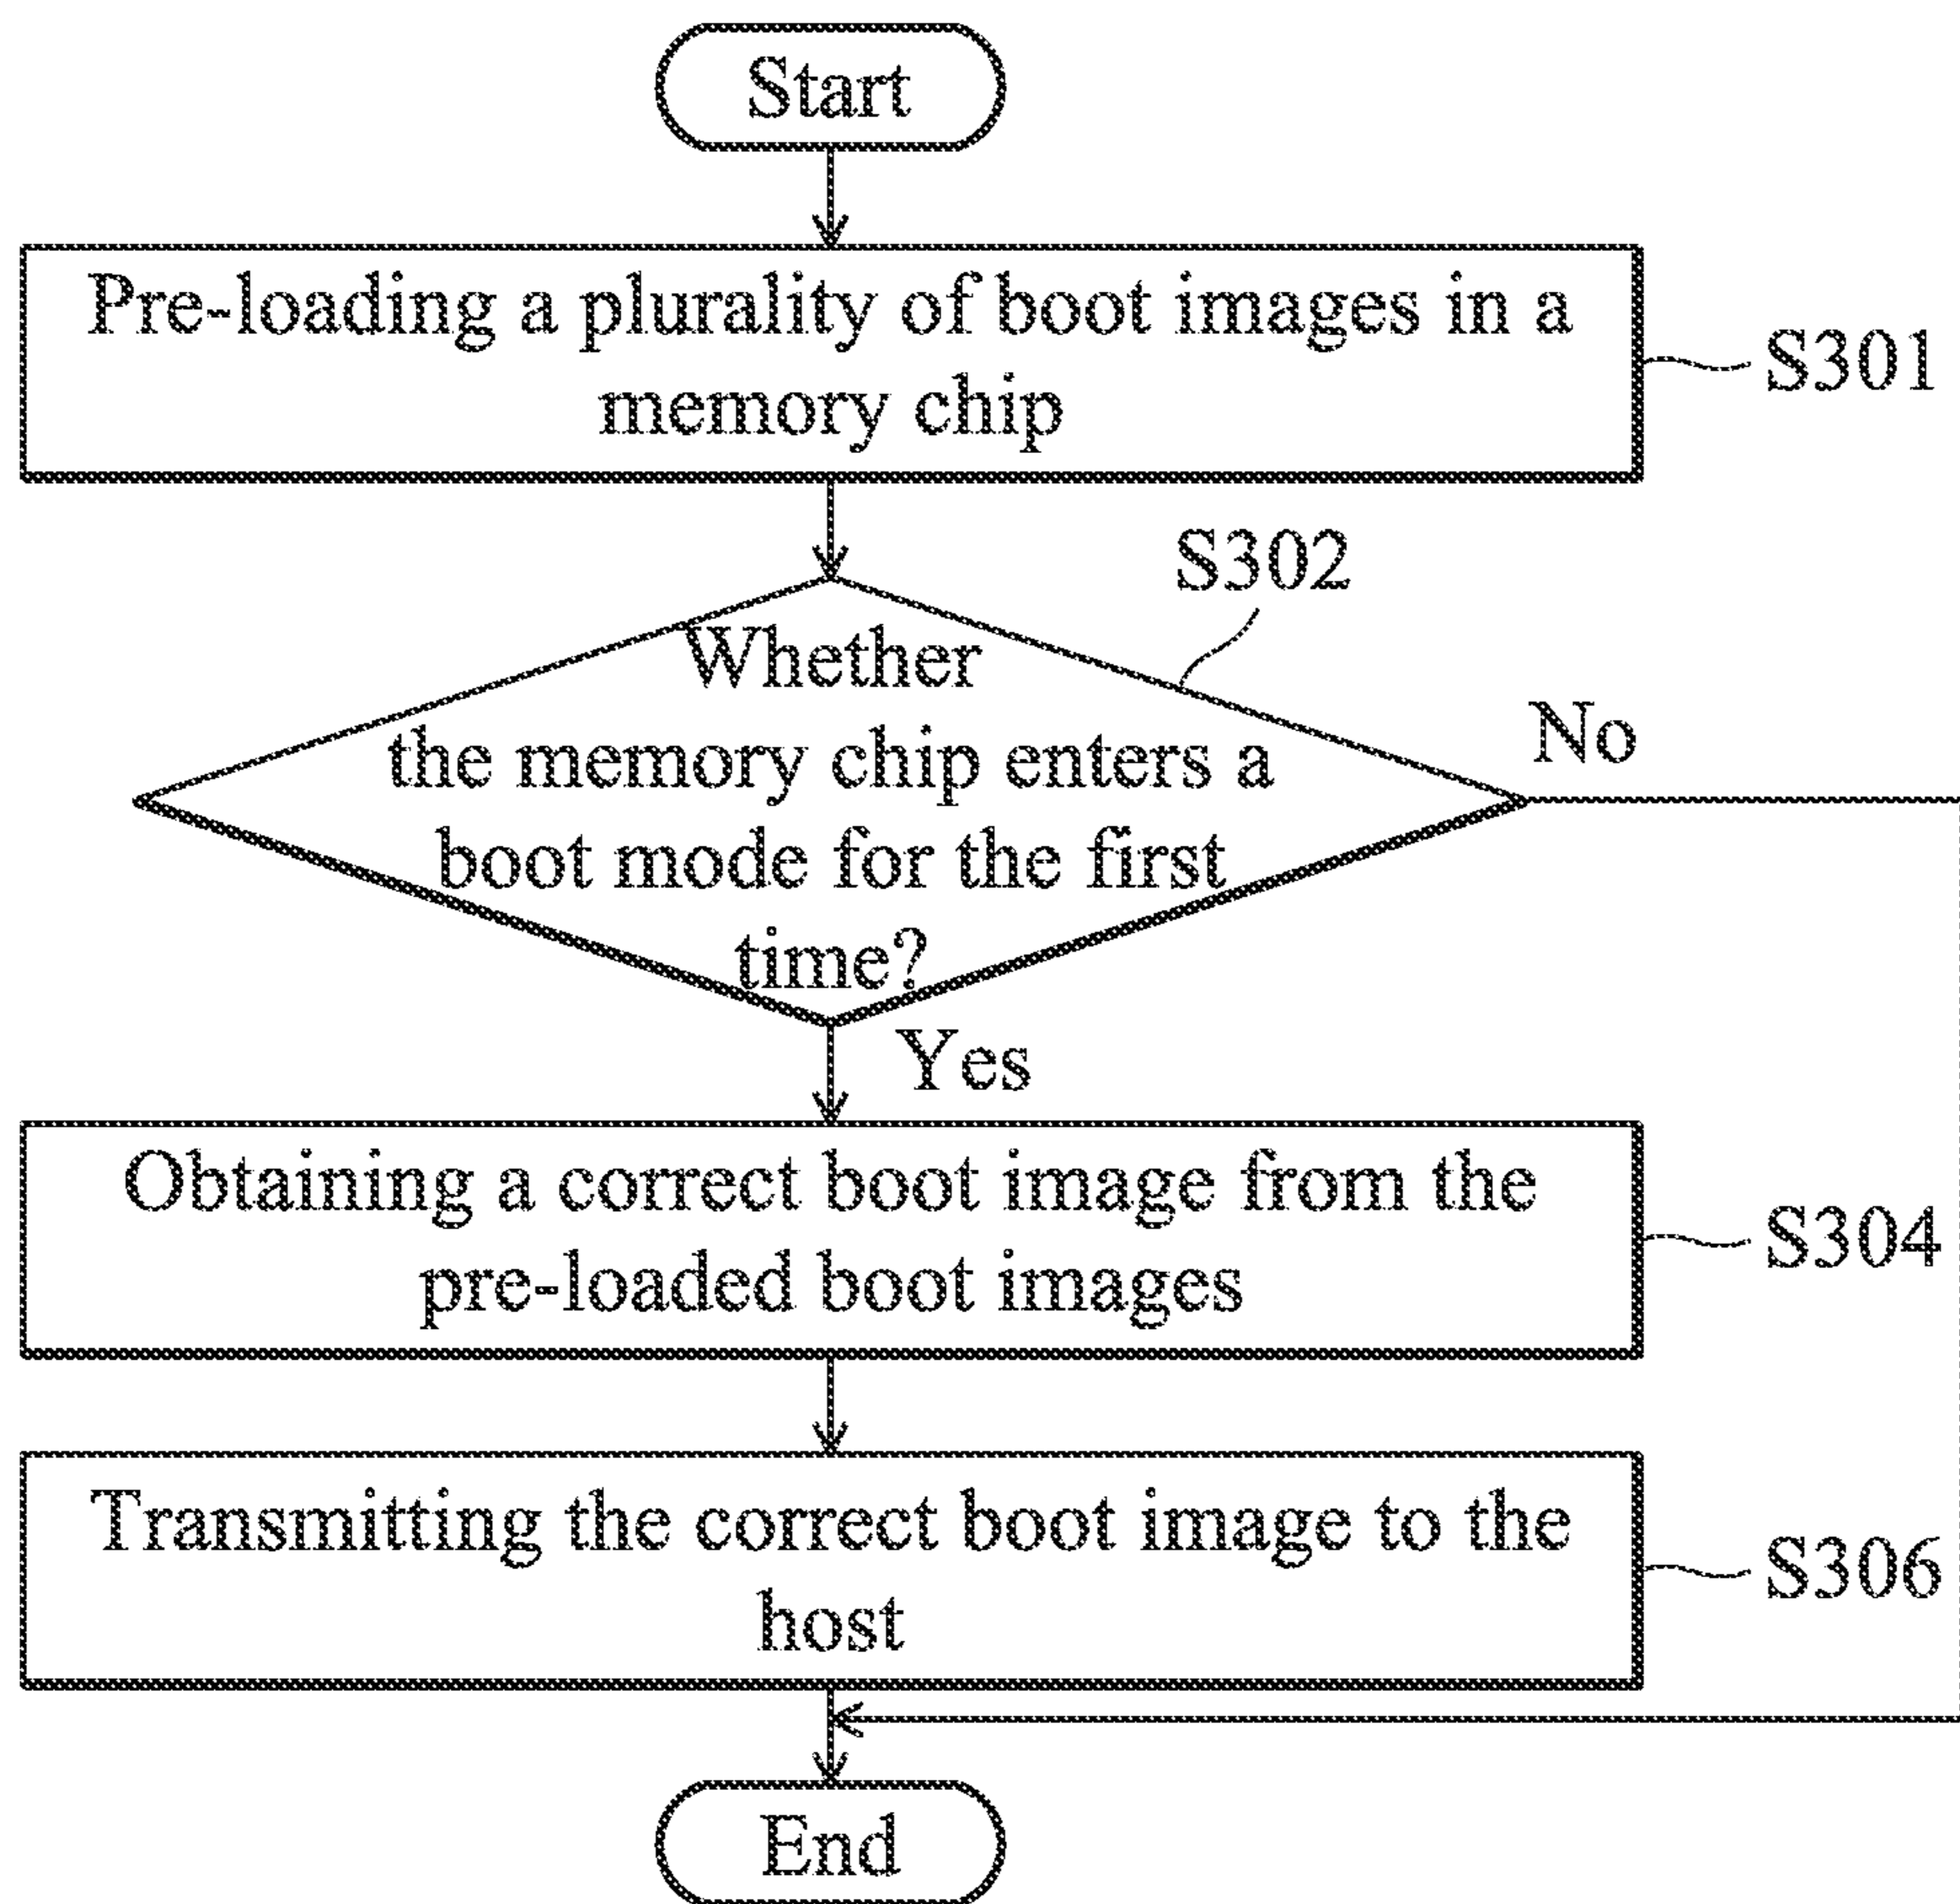 Start
Pre-loading a plurality of boot images in a
memory chip
S301
S302
Whether
the memory chip enters a
boot mode for the first
time?
No
Yes
Obtaining a correct boot image from the
pre-loaded boot images
S304
Transmitting the correct boot image to the
host
S306
End